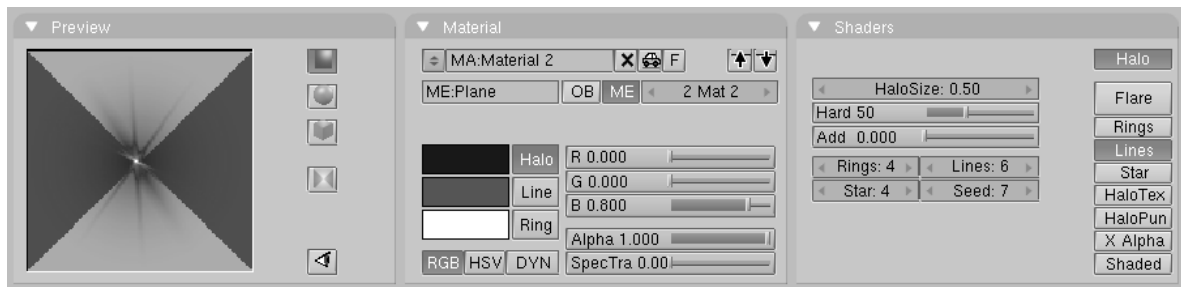 Preview
Material
MA:Material 2
F
ME:Plane
OB
ME
2 Mat 2
Halo
Line
Ring
R 0.000
G 0.000
B 0.800
Alpha 1.000
SpecTra 0.00
RGB
HSV
DYN
Shaders
HaloSize: 0.50
Hard 50
Add 0.000
Rings: 4
Lines: 6
Star: 4
Seed: 7
Halo
Flare
Rings
Lines
Star
HaloTex
HaloPun
X Alpha
Shaded